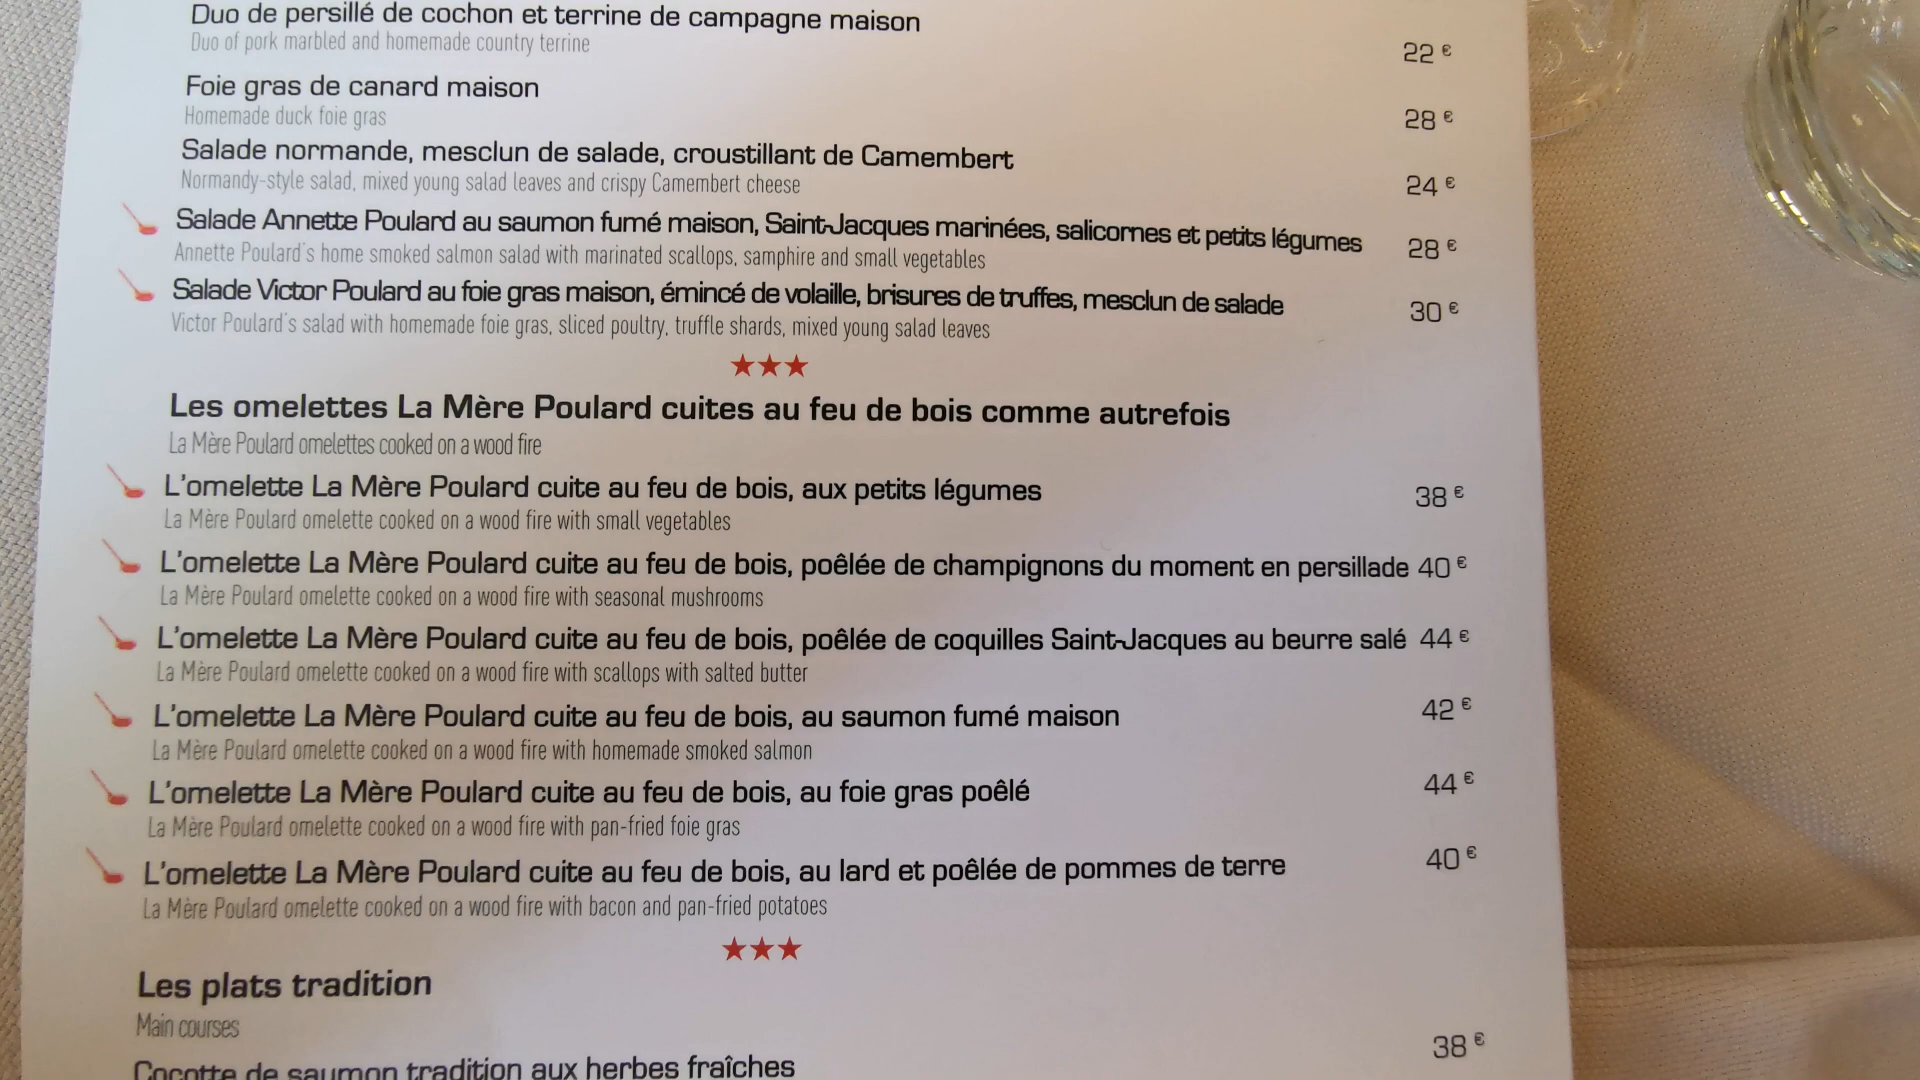 Duo de persillé de cochon et terrine de campagne maison
Duo of pork marbled and homemade country terrine 22 €
Foie gras de canard maison
Homemade duck foie gras 28 €
Salade normande, mesclun de salade, croustillant de Camembert
Normandy-style salad, mixed young salad leaves and crispy Camembert cheese 24 €
Salade Annette Poulard au saumon fumé maison, Saint-Jacques marinées, salicornes et petits légumes 28 €
Annette Poulard's home smoked salmon salad with marinated scallops, samphire and small vegetables
Salade Victor Poulard au foie gras maison, émincé de volaille, brisures de truffes, mesclun de salade 30 €
Victor Poulard's salad with homemade foie gras, sliced poultry, truffle shards, mixed young salad leaves
★★★
Les omelettes La Mère Poulard cuites au feu de bois comme autrefois
La Mère Poulard omelettes cooked on a wood fire
L'omelette La Mère Poulard cuite au feu de bois, aux petits légumes 38 €
La Mère Poulard omelette cooked on a wood fire with small vegetables
L'omelette La Mère Poulard cuite au feu de bois, poêlée de champignons du moment en persillade 40 €
La Mère Poulard omelette cooked on a wood fire with seasonal mushrooms
L'omelette La Mère Poulard cuite au feu de bois, poêlée de coquilles Saint-Jacques au beurre salé 44 €
La Mère Poulard omelette cooked on a wood fire with scallops with salted butter
L'omelette La Mère Poulard cuite au feu de bois, au saumon fumé maison 42 €
La Mère Poulard omelette cooked on a wood fire with homemade smoked salmon
L'omelette La Mère Poulard cuite au feu de bois, au foie gras poêlé 44 €
La Mère Poulard omelette cooked on a wood fire with pan-fried foie gras
L'omelette La Mère Poulard cuite au feu de bois, au lard et poêlée de pommes de terre 40 €
La Mère Poulard omelette cooked on a wood fire with bacon and pan-fried potatoes
★★★
Les plats tradition
Main courses
Cocotte de saumon tradition aux herbes fraîches 38 €